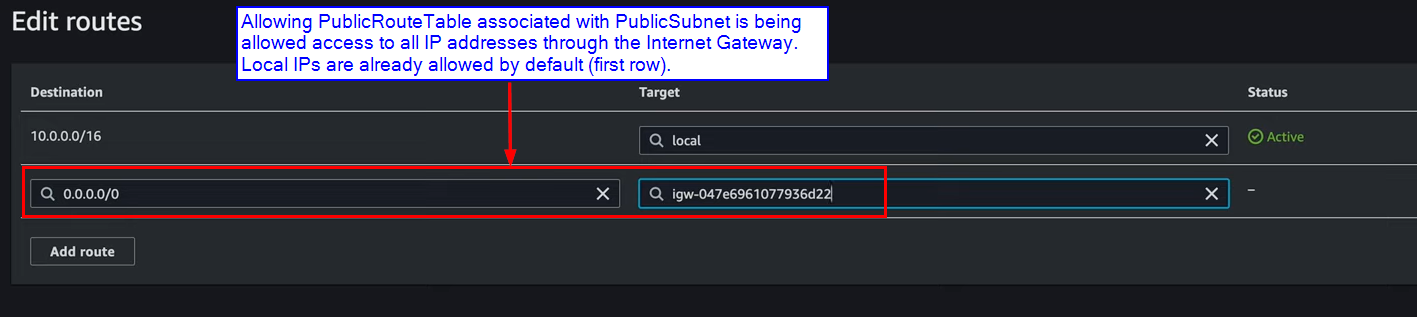 Edit routes
Allowing PublicRouteTable associated with PublicSubnet is being
allowed access to all IP addresses through the Internet Gateway.
Local IPs are already allowed by default (first row).
Destination Target Status
10.0.0.0/16 local Active
0.0.0.0/0 igw-047e6961077936d22 –
Add route